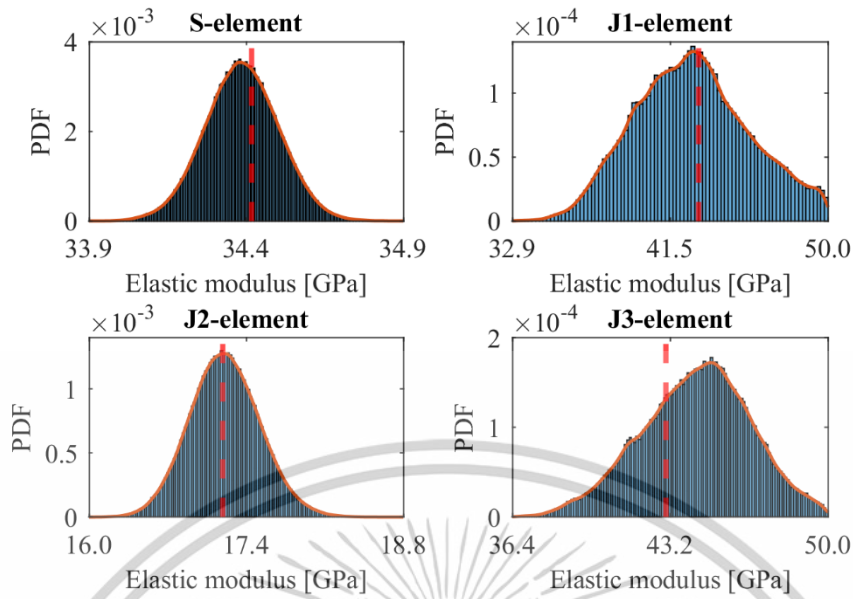 S-element
×10⁻³
PDF
4
2
0
33.9 34.4 34.9
Elastic modulus [GPa]
J1-element
×10⁻⁴
PDF
1
0.5
0
32.9 41.5 50.0
Elastic modulus [GPa]
J2-element
×10⁻³
PDF
1
0.5
0
16.0 17.4 18.8
Elastic modulus [GPa]
J3-element
×10⁻⁴
PDF
2
1
0
36.4 43.2 50.0
Elastic modulus [GPa]